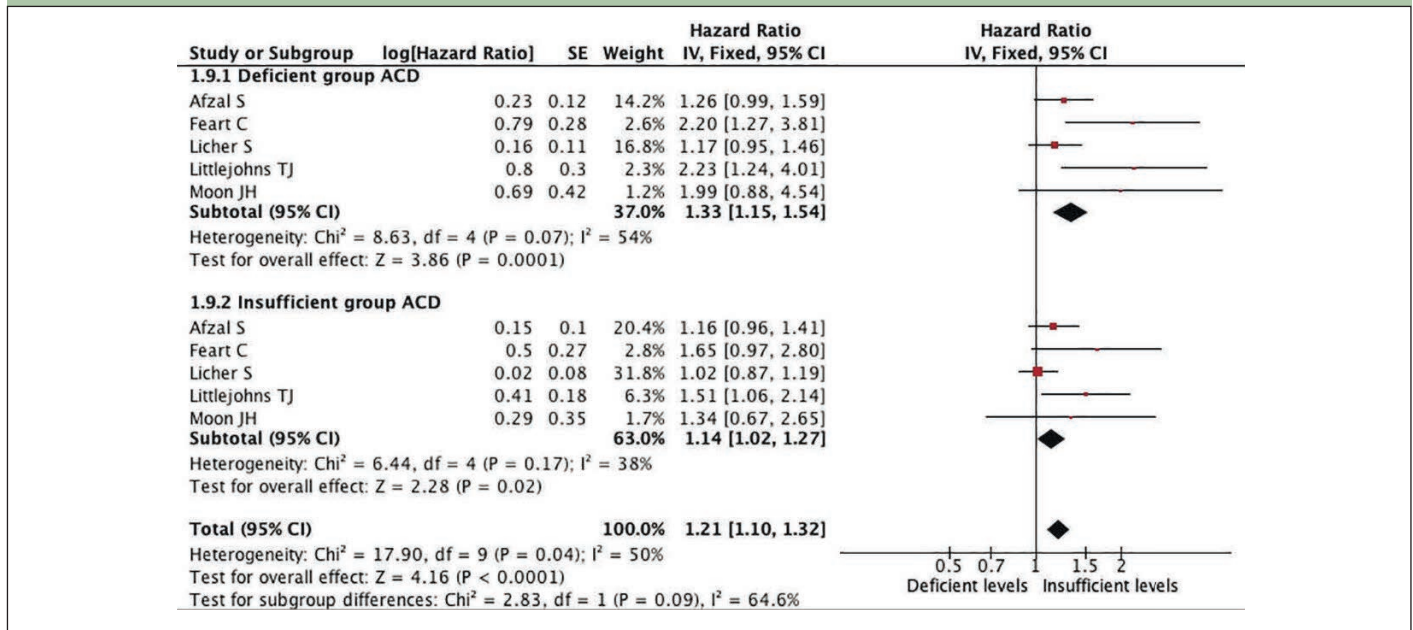 Hazard Ratio Hazard Ratio
Study or Subgroup log[Hazard Ratio] SE Weight IV, Fixed, 95% CI IV, Fixed, 95% CI
1.9.1 Deficient group ACD
Afzal S 0.23 0.12 14.2% 1.26 [0.99, 1.59]
Feart C 0.79 0.28 2.6% 2.20 [1.27, 3.81]
Licher S 0.16 0.11 16.8% 1.17 [0.95, 1.46]
Littlejohns TJ 0.8 0.3 2.3% 2.23 [1.24, 4.01]
Moon JH 0.69 0.42 1.2% 1.99 [0.88, 4.54]
Subtotal (95% CI) 37.0% 1.33 [1.15, 1.54]
Heterogeneity: Chi² = 8.63, df = 4 (P = 0.07); I² = 54%
Test for overall effect: Z = 3.86 (P = 0.0001)
1.9.2 Insufficient group ACD
Afzal S 0.15 0.1 20.4% 1.16 [0.96, 1.41]
Feart C 0.5 0.27 2.8% 1.65 [0.97, 2.80]
Licher S 0.02 0.08 31.8% 1.02 [0.87, 1.19]
Littlejohns TJ 0.41 0.18 6.3% 1.51 [1.06, 2.14]
Moon JH 0.29 0.35 1.7% 1.34 [0.67, 2.65]
Subtotal (95% CI) 63.0% 1.14 [1.02, 1.27]
Heterogeneity: Chi² = 6.44, df = 4 (P = 0.17); I² = 38%
Test for overall effect: Z = 2.28 (P = 0.02)
Total (95% CI) 100.0% 1.21 [1.10, 1.32]
Heterogeneity: Chi² = 17.90, df = 9 (P = 0.04); I² = 50%
Test for overall effect: Z = 4.16 (P < 0.0001)
Test for subgroup differences: Chi² = 2.83, df = 1 (P = 0.09), I² = 64.6%
0.5 0.7 1 1.5 2
Deficient levels Insufficient levels